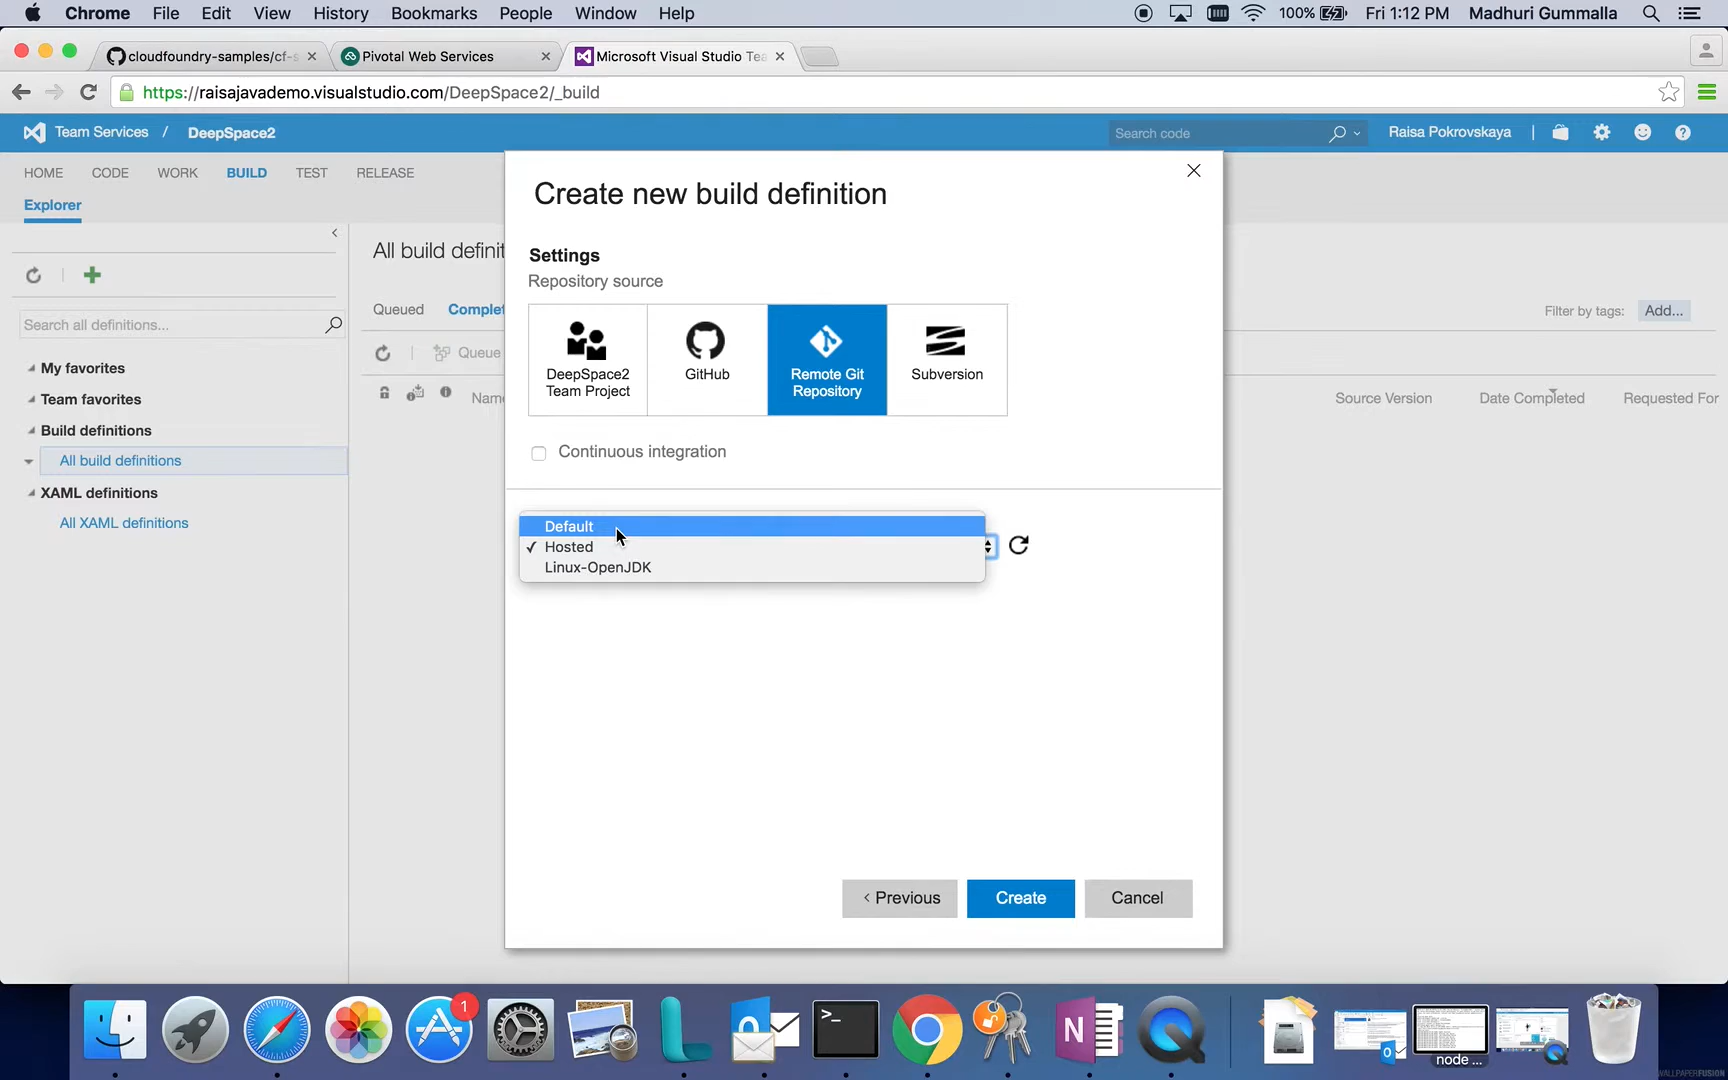 Chrome File Edit View History Bookmarks People Window Help 100% Fri 1:12 PM Madhuri Gummalla
cloudfoundry-samples/cf-s Pivotal Web Services Microsoft Visual Studio Tea
https://raisajavademo.visualstudio.com/DeepSpace2/_build
Team Services / DeepSpace2 Search code Raisa Pokrovskaya
HOME CODE WORK BUILD TEST RELEASE
Explorer
Search all definitions...
My favorites
Team favorites
Build definitions
All build definitions
XAML definitions
All XAML definitions
All build definit
Queued Complet
Queue
Nam
Filter by tags: Add...
Source Version Date Completed Requested For
Create new build definition
Settings
Repository source
DeepSpace2
Team Project
GitHub
Remote Git
Repository
Subversion
Continuous integration
Default
✓ Hosted
Linux-OpenJDK
< Previous Create Cancel
1
node ...
WALLPAPERFUSION